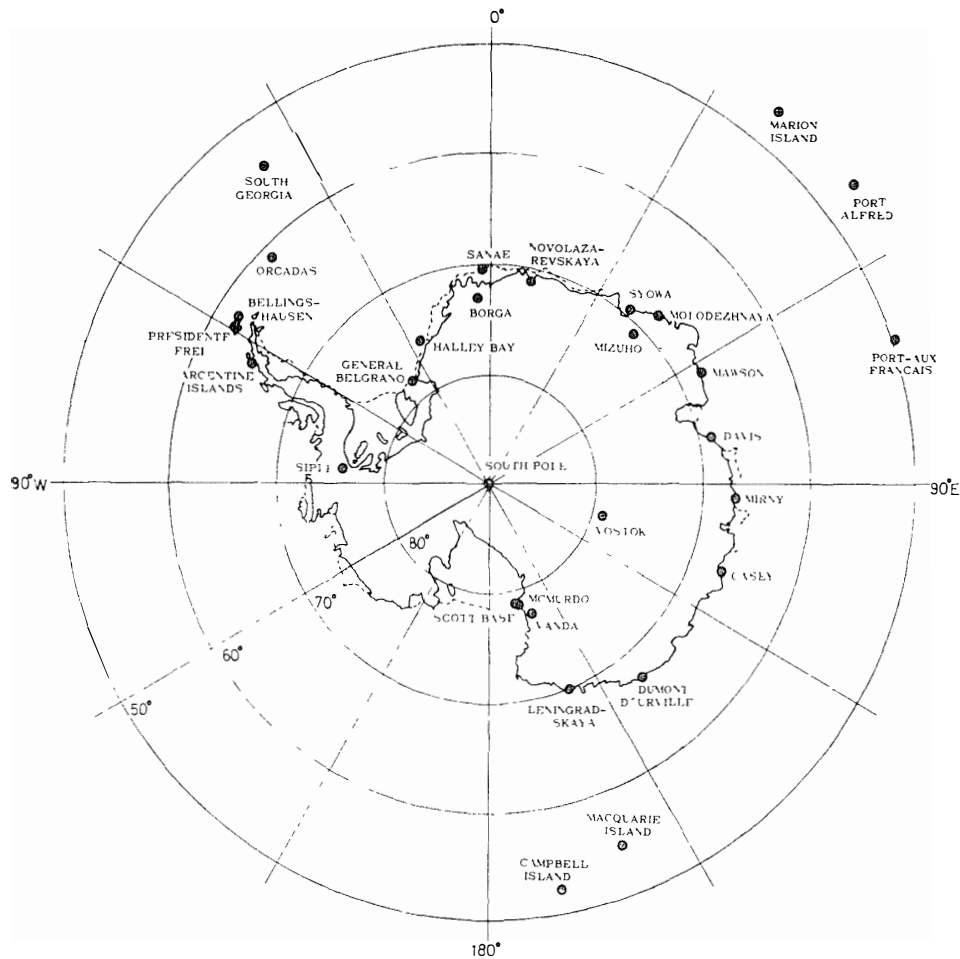 0°
MARION
ISLAND
SOUTH
GEORGIA
PORT
ALFRED
SANAE
NOVOLAZA-
REVSKAYA
ORCADAS
BELLINGS-
HAUSEN
SYOWA
MOLODEZHNAYA
BORGA
PRESIDENTE
FREI
HALLEY BAY
MIZUHO
PORT-AUX
FRANCAIS
GENERAL
BELGRANO
ARGENTINE
ISLANDS
MAWSON
DAVIS
SIPLE
SOUTH POLE
90°W
90°E
MIRNY
VOSTOK
80°
CASEY
70°
MCMURDO
SCOTT BASE
VANDA
60°
DUMONT
D'URVILLE
50°
LENINGRAD-
SKAYA
MACQUARIE
ISLAND
CAMPBELL
ISLAND
180°